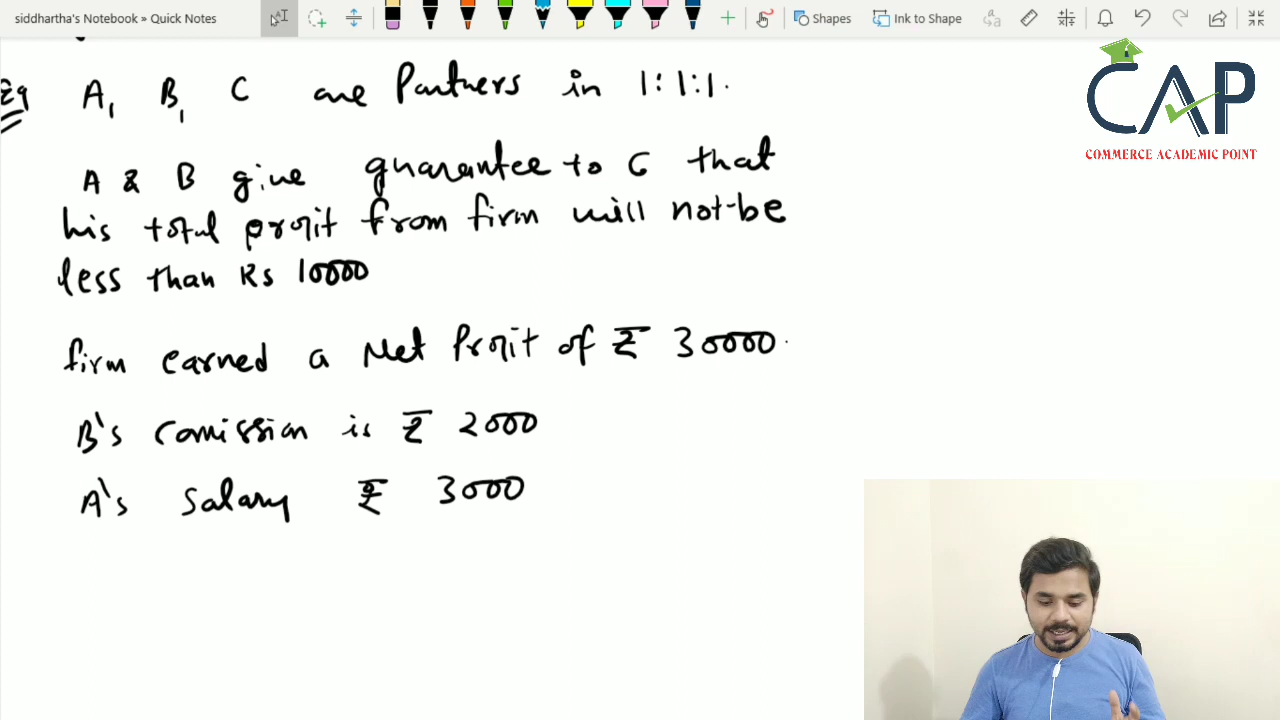 siddhartha's Notebook » Quick Notes
Shapes
Ink to Shape
CAP
COMMERCE ACADEMIC POINT
Eg A, B, C are Partners in 1:1:1.
A & B give guarantee to C that
his total profit from firm will not be
less than Rs 10000
firm earned a Net Profit of ₹ 30000.
B's Comission is ₹ 2000
A's Salary ₹ 3000